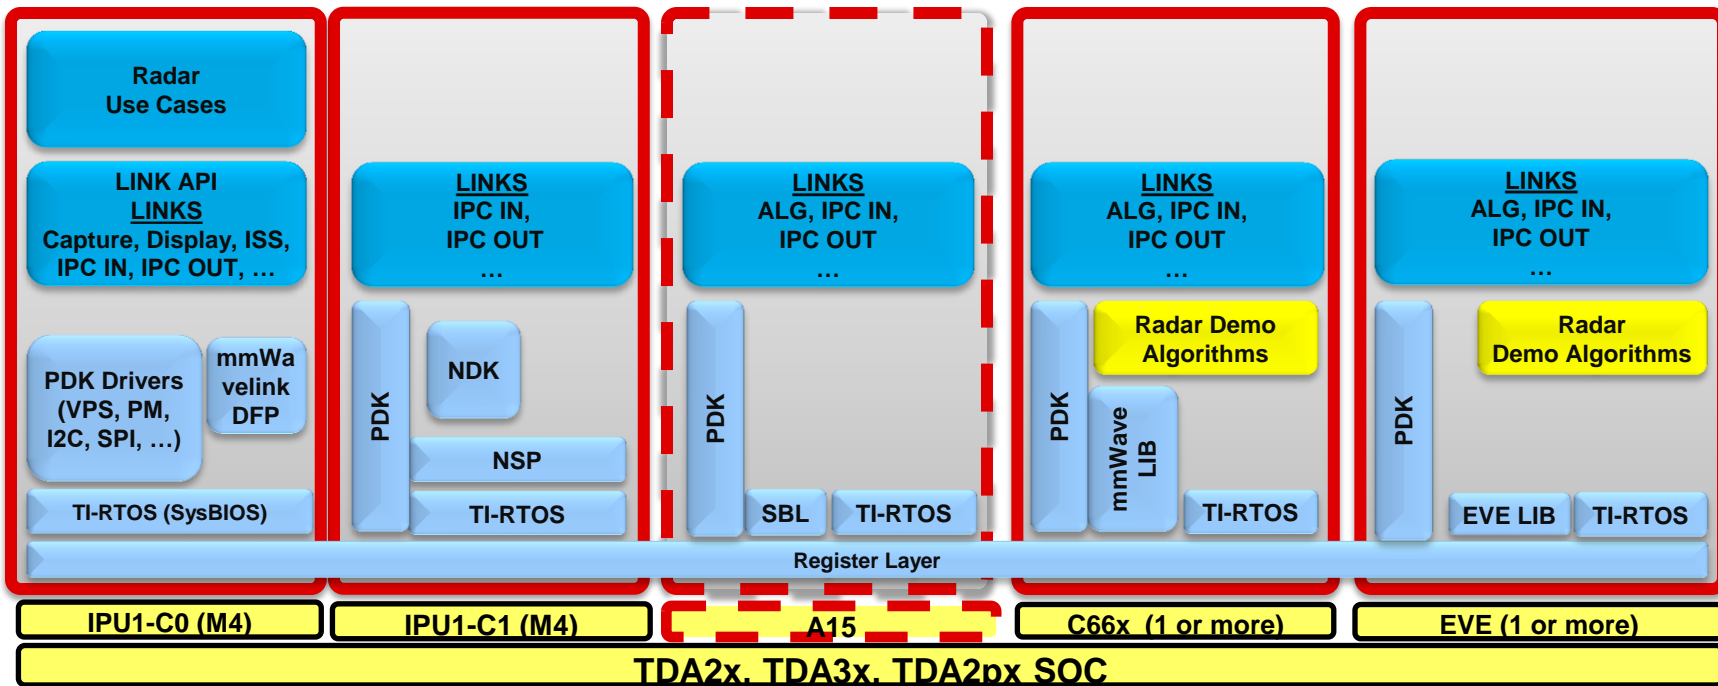 Radar
Use Cases
LINK API
LINKS
Capture, Display, ISS,
IPC IN, IPC OUT, …
PDK Drivers
(VPS, PM,
I2C, SPI, …)
mmWa
velink
DFP
TI-RTOS (SysBIOS)
LINKS
IPC IN,
IPC OUT
…
PDK
NDK
NSP
TI-RTOS
LINKS
ALG, IPC IN,
IPC OUT
…
PDK
SBL
TI-RTOS
LINKS
ALG, IPC IN,
IPC OUT
…
PDK
Radar Demo
Algorithms
mmWave
LIB
TI-RTOS
LINKS
ALG, IPC IN,
IPC OUT
…
PDK
Radar
Demo Algorithms
EVE LIB
TI-RTOS
Register Layer
IPU1-C0 (M4)
IPU1-C1 (M4)
A15
C66x (1 or more)
EVE (1 or more)
TDA2x, TDA3x, TDA2px SOC